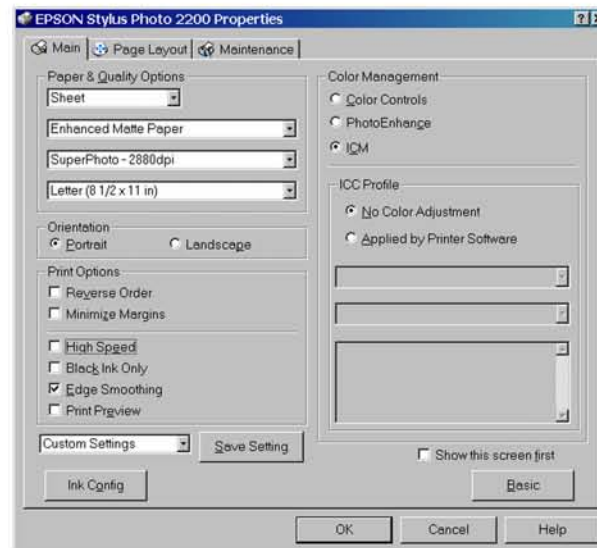 EPSON Stylus Photo 2200 Properties
Main
Page Layout
Maintenance
Paper & Quality Options
Sheet
Enhanced Matte Paper
SuperPhoto - 2880dpi
Letter (8 1/2 x 11 in)
Orientation
Portrait
Landscape
Print Options
Reverse Order
Minimize Margins
High Speed
Black Ink Only
Edge Smoothing
Print Preview
Custom Settings
Save Setting
Ink Config
Color Management
Color Controls
PhotoEnhance
ICM
ICC Profile
No Color Adjustment
Applied by Printer Software
Show this screen first
Basic
OK
Cancel
Help